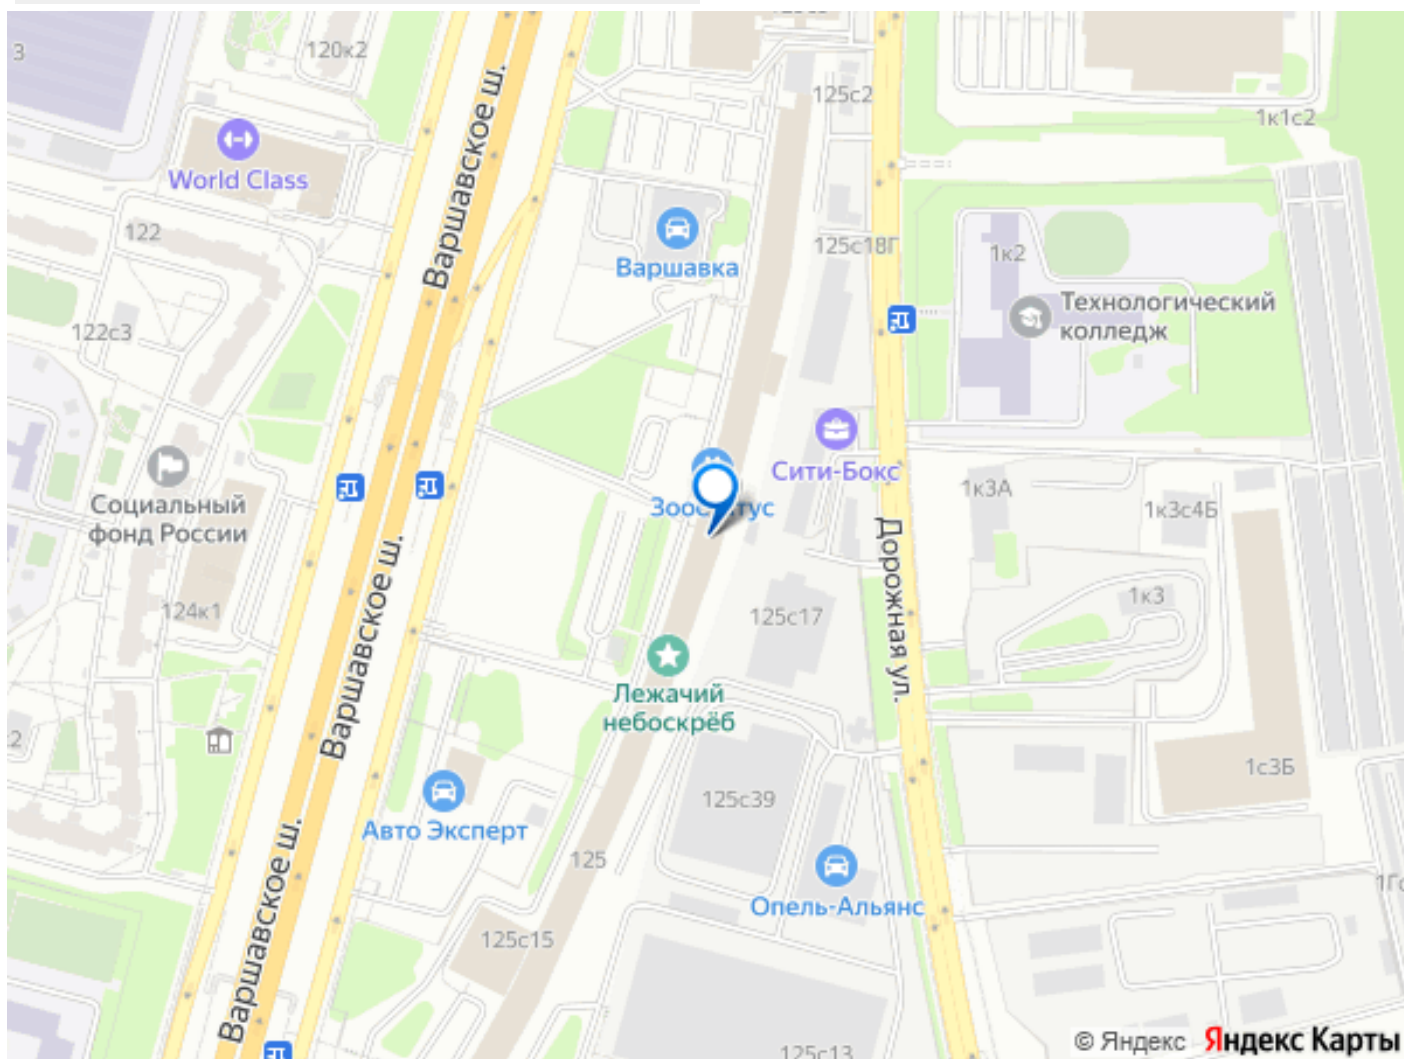 3
120к2
Варшавское ш.
125с2
1к1с2
World Class
122
Варшавка
125с18Г
1к2
Технологический
колледж
122с3
Сити-Бокс
Социальный
фонд России
1к3А
1к3с4Б
Дорожная ул.
124к1
125с17
1к3
Варшавское ш.
Лежачий
небоскрёб
1с3Б
125с39
Авто Эксперт
125
Опель-Альянс
Варшавское ш.
125с15
125с13
© Яндекс Яндекс Карты